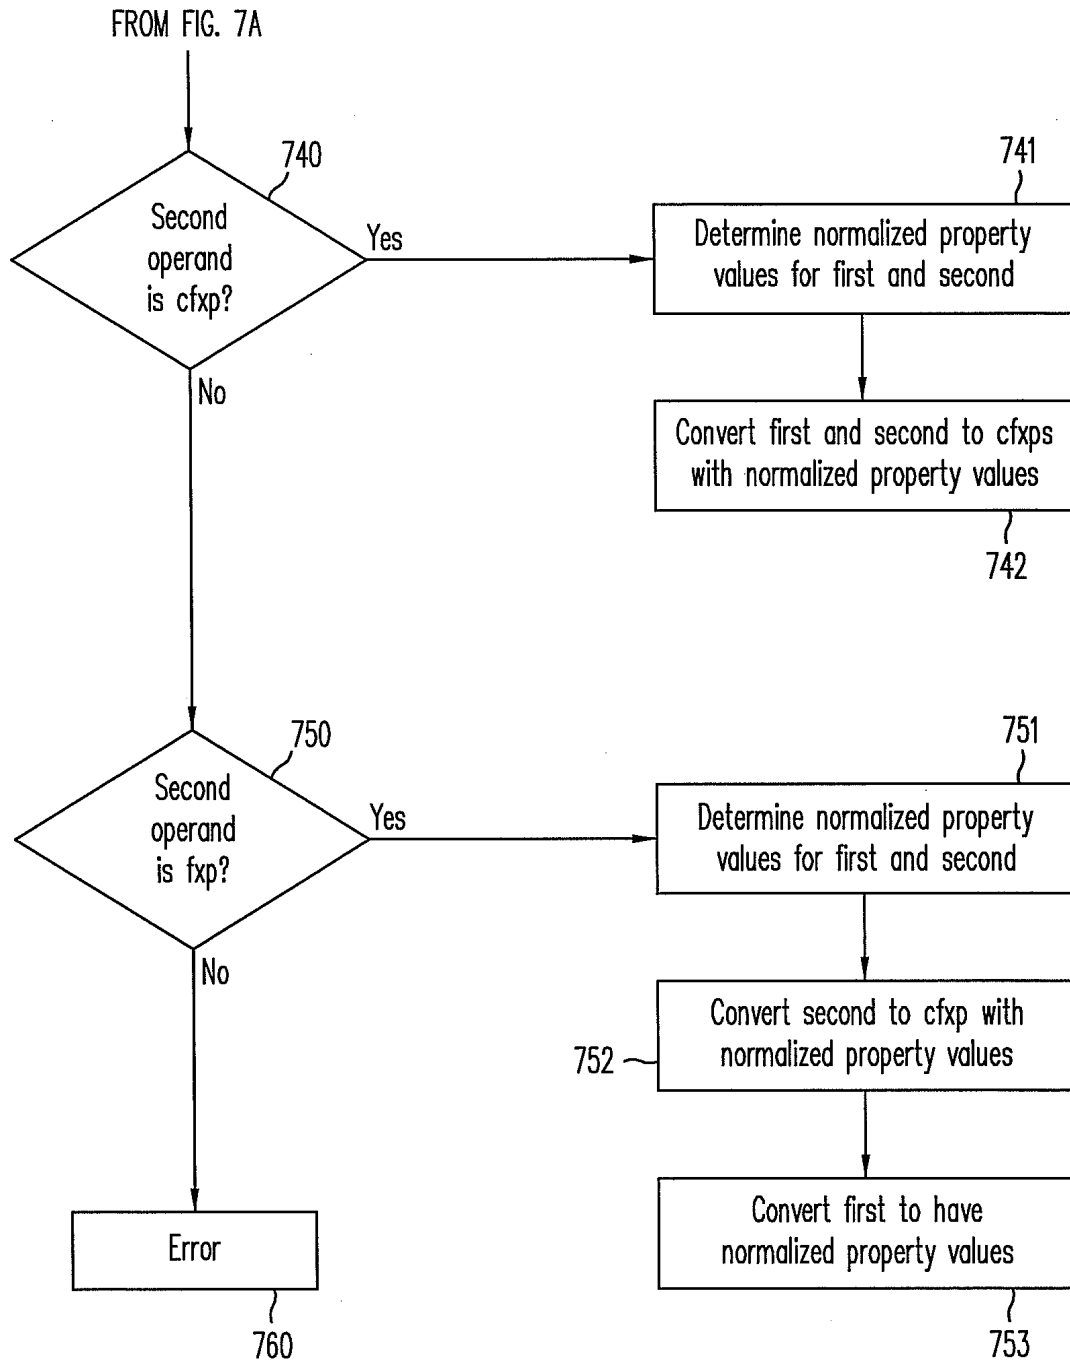 FROM FIG. 7A
740
Second
operand
is cfxp?
Yes
No
741
Determine normalized property
values for first and second
Convert first and second to cfxps
with normalized property values
742
750
Second
operand
is fxp?
Yes
No
751
Determine normalized property
values for first and second
Convert second to cfxp with
normalized property values
752
Convert first to have
normalized property values
753
Error
760